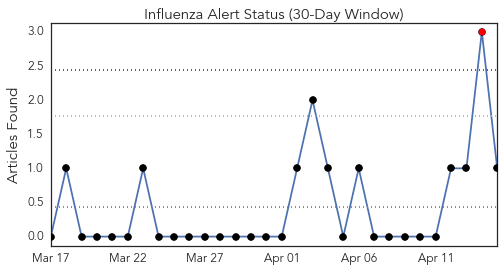 Influenza Alert Status (30-Day Window)
Articles Found
3.0
2.5
2.0
1.5
1.0
0.5
0.0
Mar 17 Mar 22 Mar 27 Apr 01 Apr 06 Apr 11